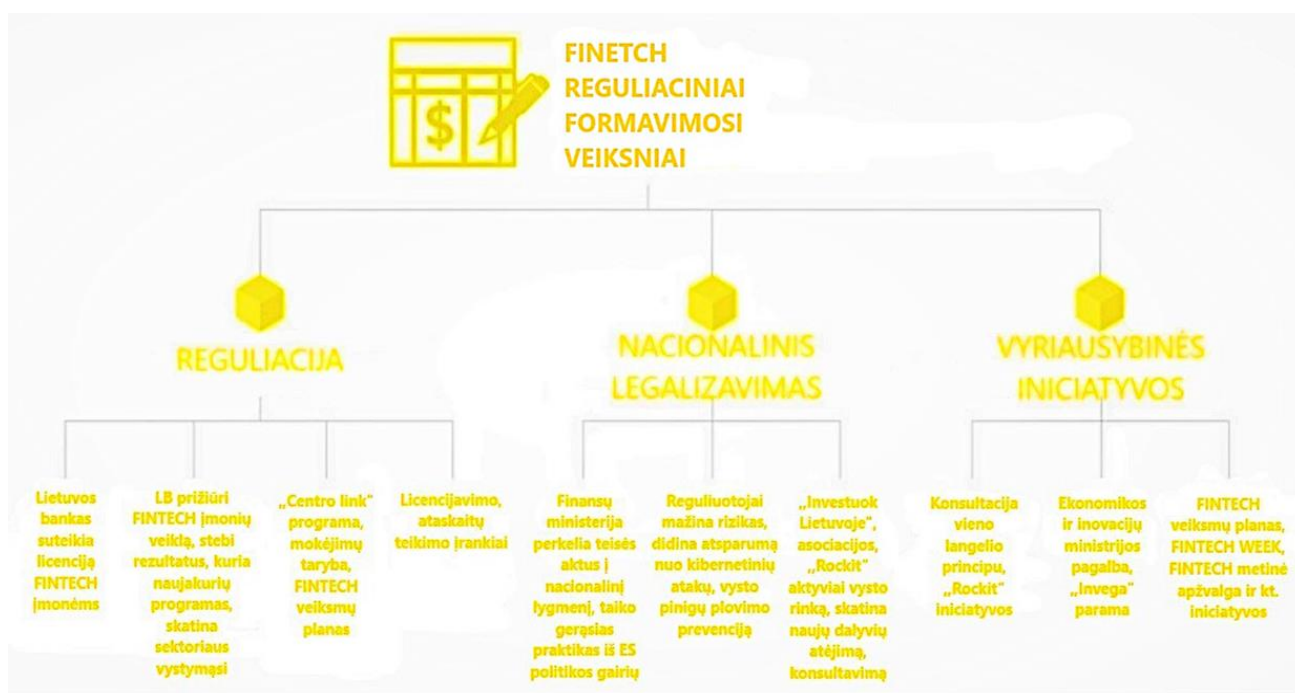 FINETCH
REGULIACINIAI
FORMAVIMOSI
VEIKSNIAI
$
REGULIACIJA
NACIONALINIS
LEGALIZAVIMAS
VYRIAUSYBINĖS
INICIATYVOS
Lietuvos
bankas
suteikia
licenciją
FINTECH
įmonėms
LB prižiūri
FINTECH įmonių
veiklą, stebi
rezultatus, kuria
naujakurių
programas,
skatina
sektoriaus
vystymąsi
„Centro link"
programa,
mokėjimų
taryba,
FINTECH
veiksmų
planas
Licencijavimo,
ataskaitų
teikimo įrankiai
Finansų
ministerija
perkelia teisės
aktus į
nacionalinį
lygmenį, taiko
gerąsias
praktikas iš ES
politikos gairių
Reguliuotojai
mažina rizikas,
didina atsparumą
nuo kibernetinių
atakų, vysto
pinigų plovimo
prevenciją
„Investuok
Lietuvoje",
asociacijos,
„Rockit"
aktyviai vysto
rinką, skatina
naujų dalyvių
atėjimą,
konsultavimą
Konsultacija
vieno
langelio
principu,
„Rockit"
iniciatyvos
Ekonomikos
ir inovacijų
ministrijos
pagalba,
„Invega"
parama
FINTECH
veiksmų planas,
FINTECH WEEK,
FINTECH metinė
apžvalga ir kt.
iniciatyvos